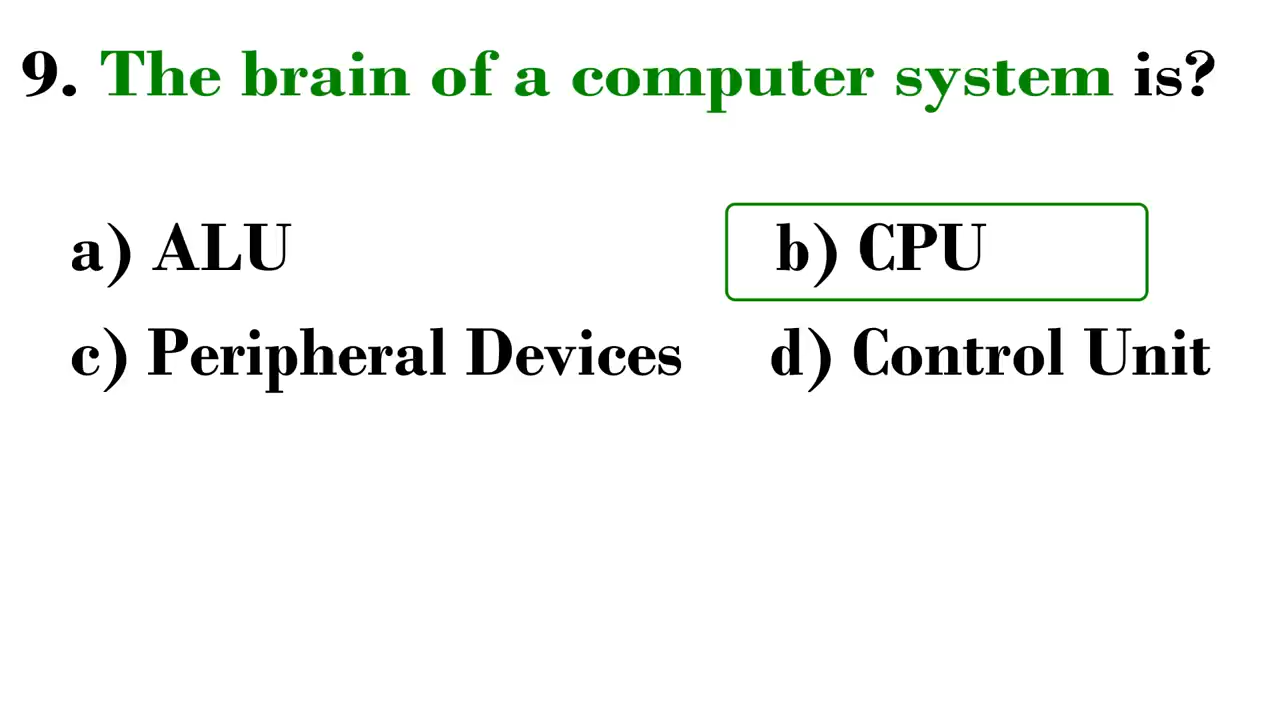 9. The brain of a computer system is?
a) ALU b) CPU
c) Peripheral Devices d) Control Unit